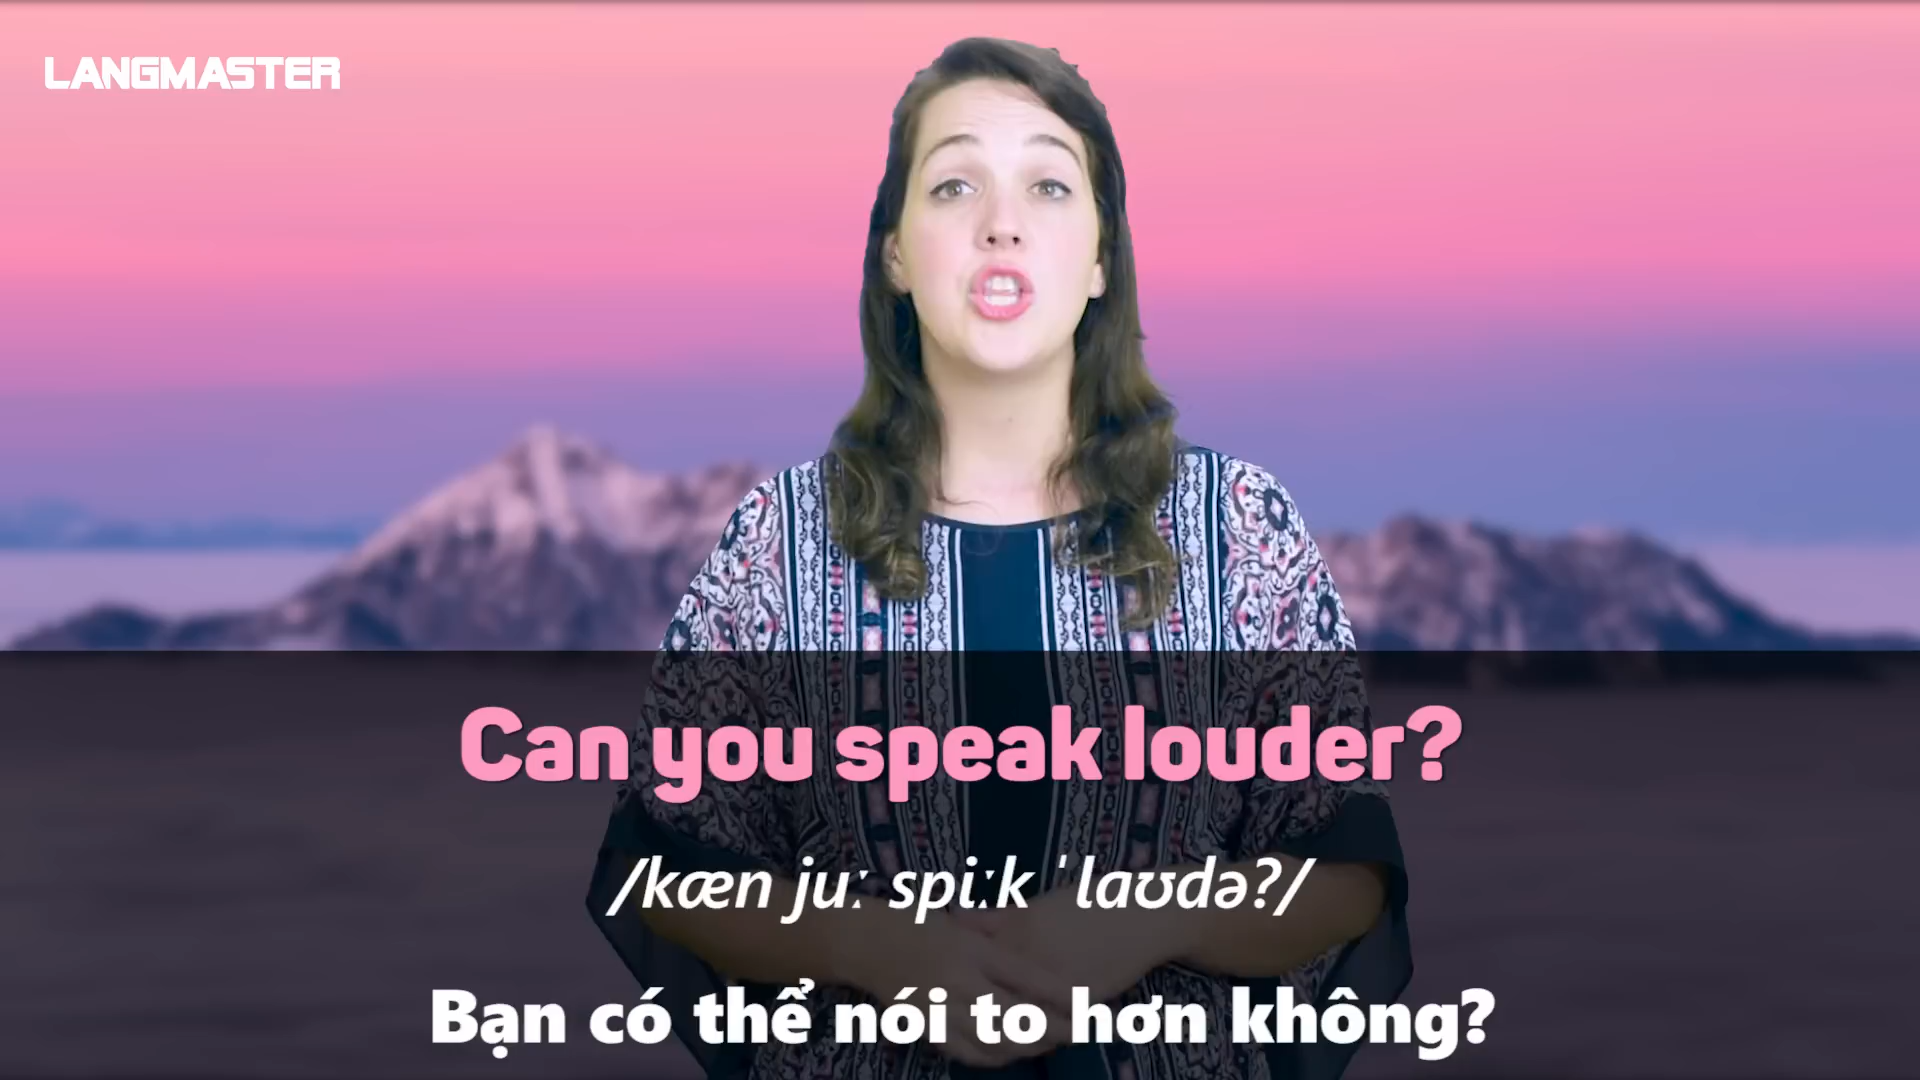 LANGMASTER
Can you speak louder?
/kæn juː spiːk ˈlaʊdə?/
Bạn có thể nói to hơn không?